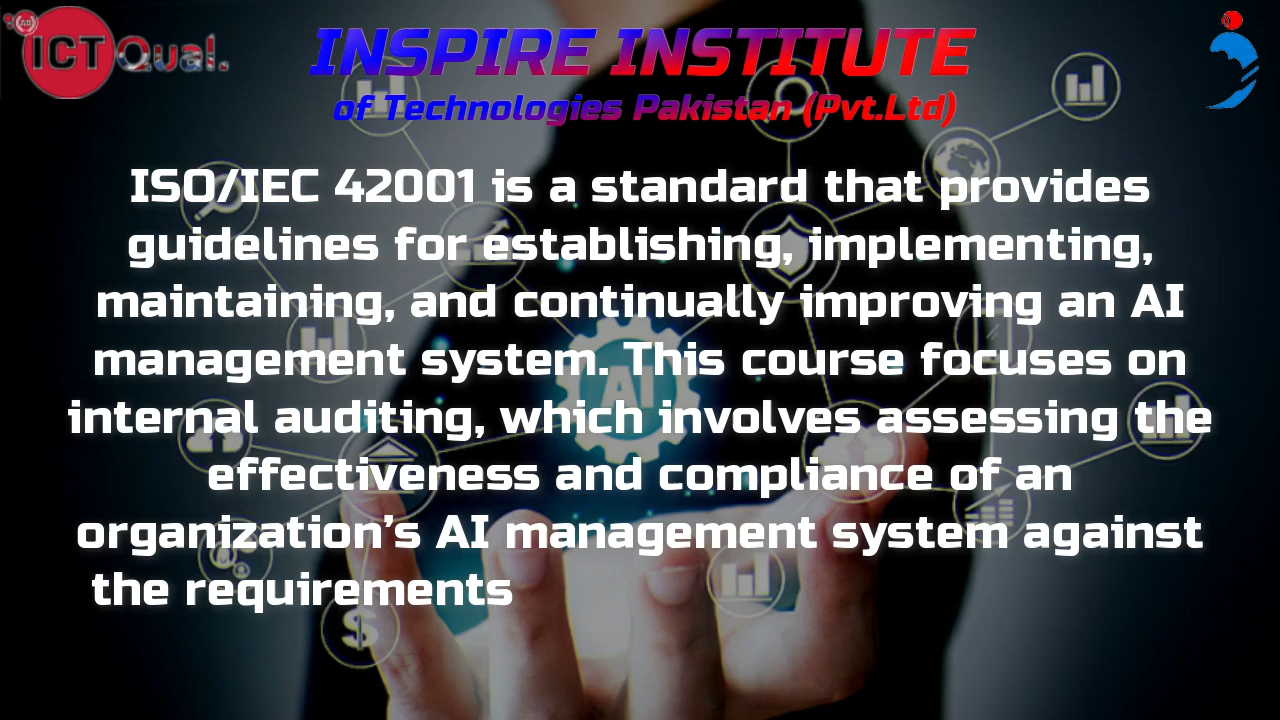 ICTQual.
INSPIRE INSTITUTE
of Technologies Pakistan (Pvt.Ltd)
ISO/IEC 42001 is a standard that provides
guidelines for establishing, implementing,
maintaining, and continually improving an AI
management system. This course focuses on
internal auditing, which involves assessing the
effectiveness and compliance of an
organization’s AI management system against
the requirements
AI
$